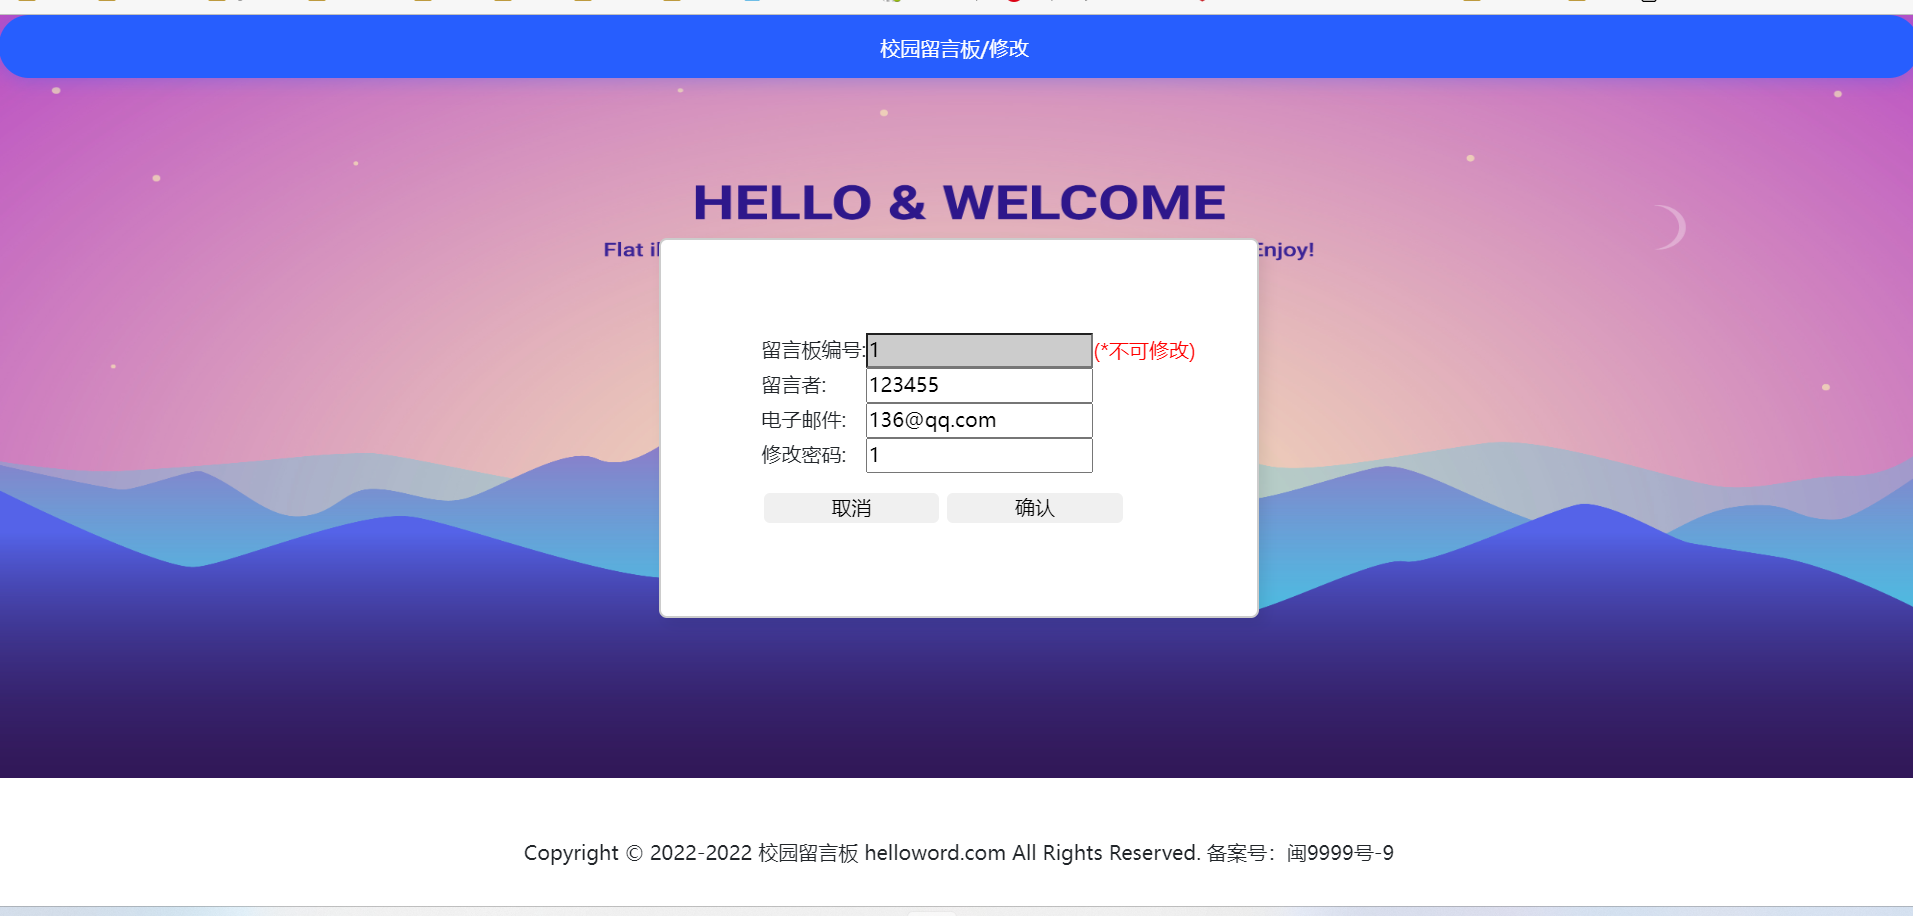 校园留言板/修改
HELLO & WELCOME
Flat
Enjoy!
留言板编号:1(*不可修改)
留言者: 123455
电子邮件: 136@qq.com
修改密码: 1
取消 确认
Copyright © 2022-2022 校园留言板 helloword.com All Rights Reserved. 备案号：闽9999号-9